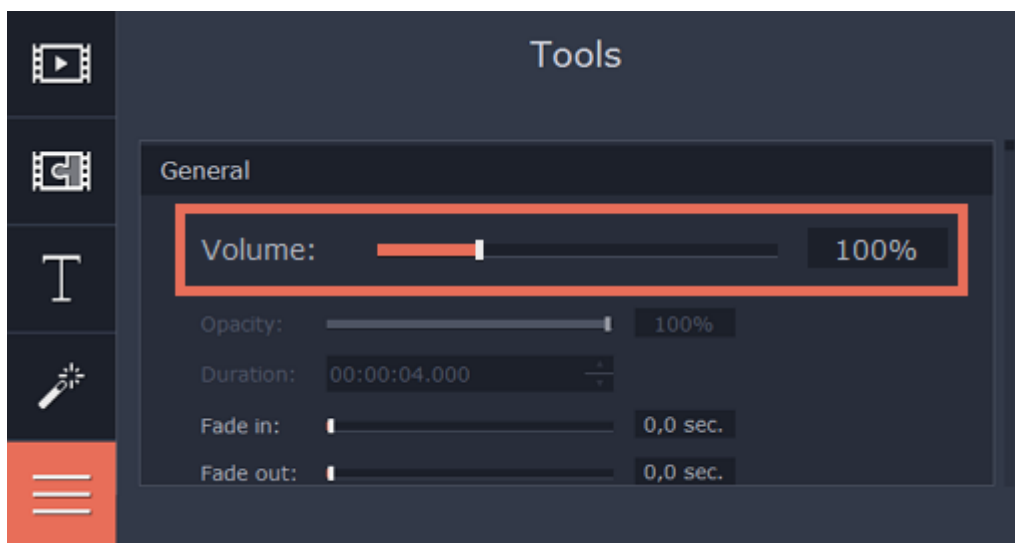 Tools
General
Volume: 100%
Opacity: 100%
Duration: 00:00:04.000
Fade in: 0,0 sec.
Fade out: 0,0 sec.